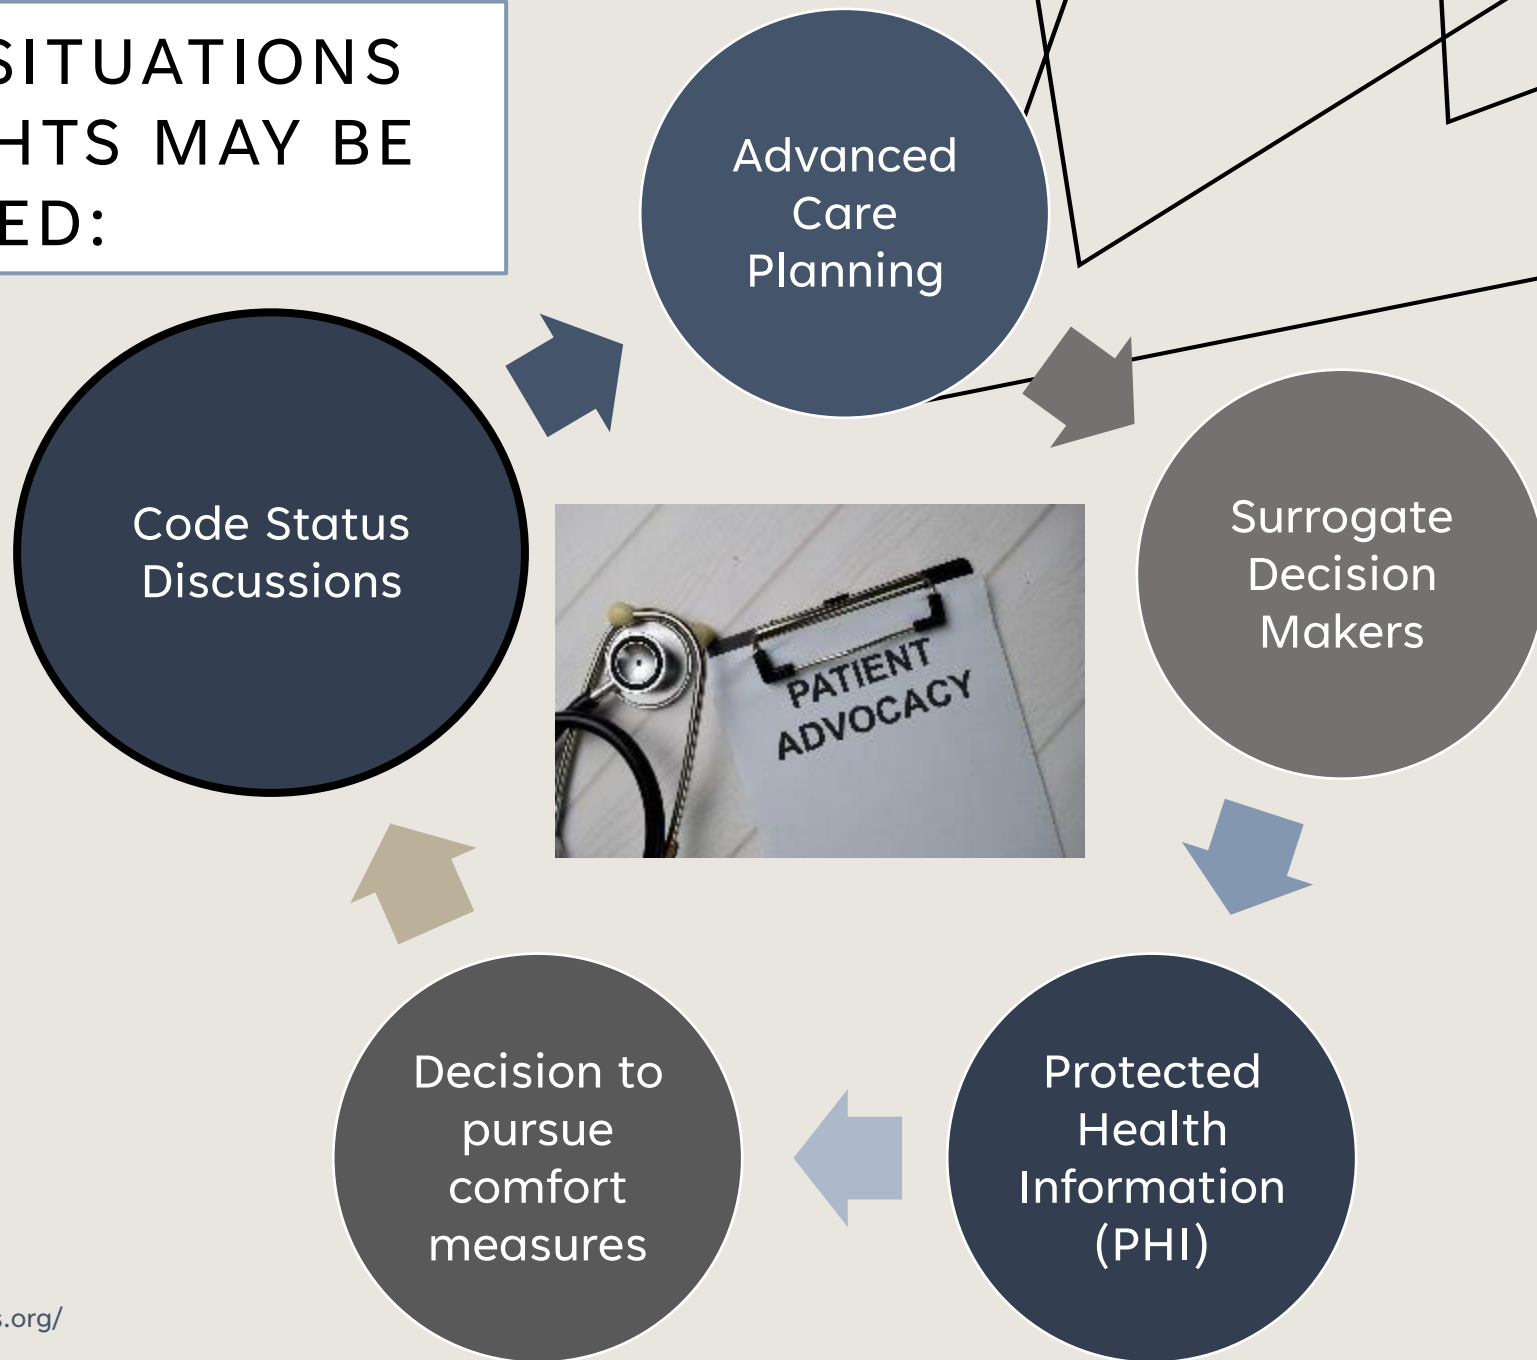 SITUATIONS
HTS MAY BE
ED:
Advanced
Care
Planning
Code Status
Discussions
Surrogate
Decision
Makers
PATIENT
ADVOCACY
Decision to
pursue
comfort
measures
Protected
Health
Information
(PHI)
s.org/